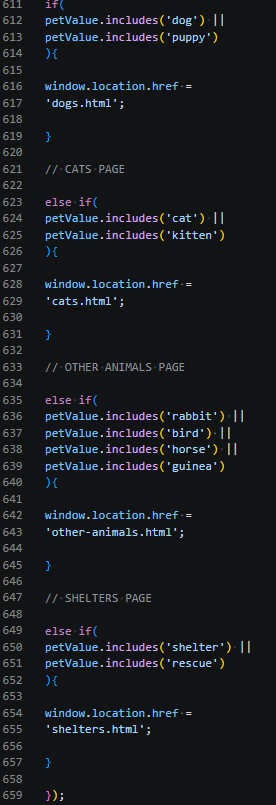 611 if(
612 petValue.includes('dog') ||
613 petValue.includes('puppy')
614 ){
615
616 window.location.href =
617 'dogs.html';
618
619 }
620
621 // CATS PAGE
622
623 else if(
624 petValue.includes('cat') ||
625 petValue.includes('kitten')
626 ){
627
628 window.location.href =
629 'cats.html';
630
631 }
632
633 // OTHER ANIMALS PAGE
634
635 else if(
636 petValue.includes('rabbit') ||
637 petValue.includes('bird') ||
638 petValue.includes('horse') ||
639 petValue.includes('guinea')
640 ){
641
642 window.location.href =
643 'other-animals.html';
644
645 }
646
647 // SHELTERS PAGE
648
649 else if(
650 petValue.includes('shelter') ||
651 petValue.includes('rescue')
652 ){
653
654 window.location.href =
655 'shelters.html';
656
657 }
658
659 });